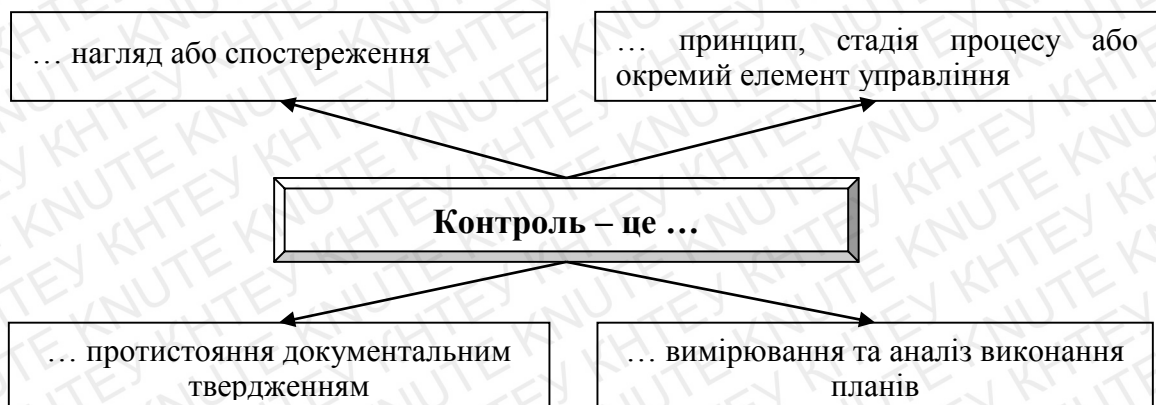 … нагляд або спостереження
… принцип, стадія процесу або
окремий елемент управління
Контроль – це …
… протистояння документальним
твердженням
… вимірювання та аналіз виконання
планів